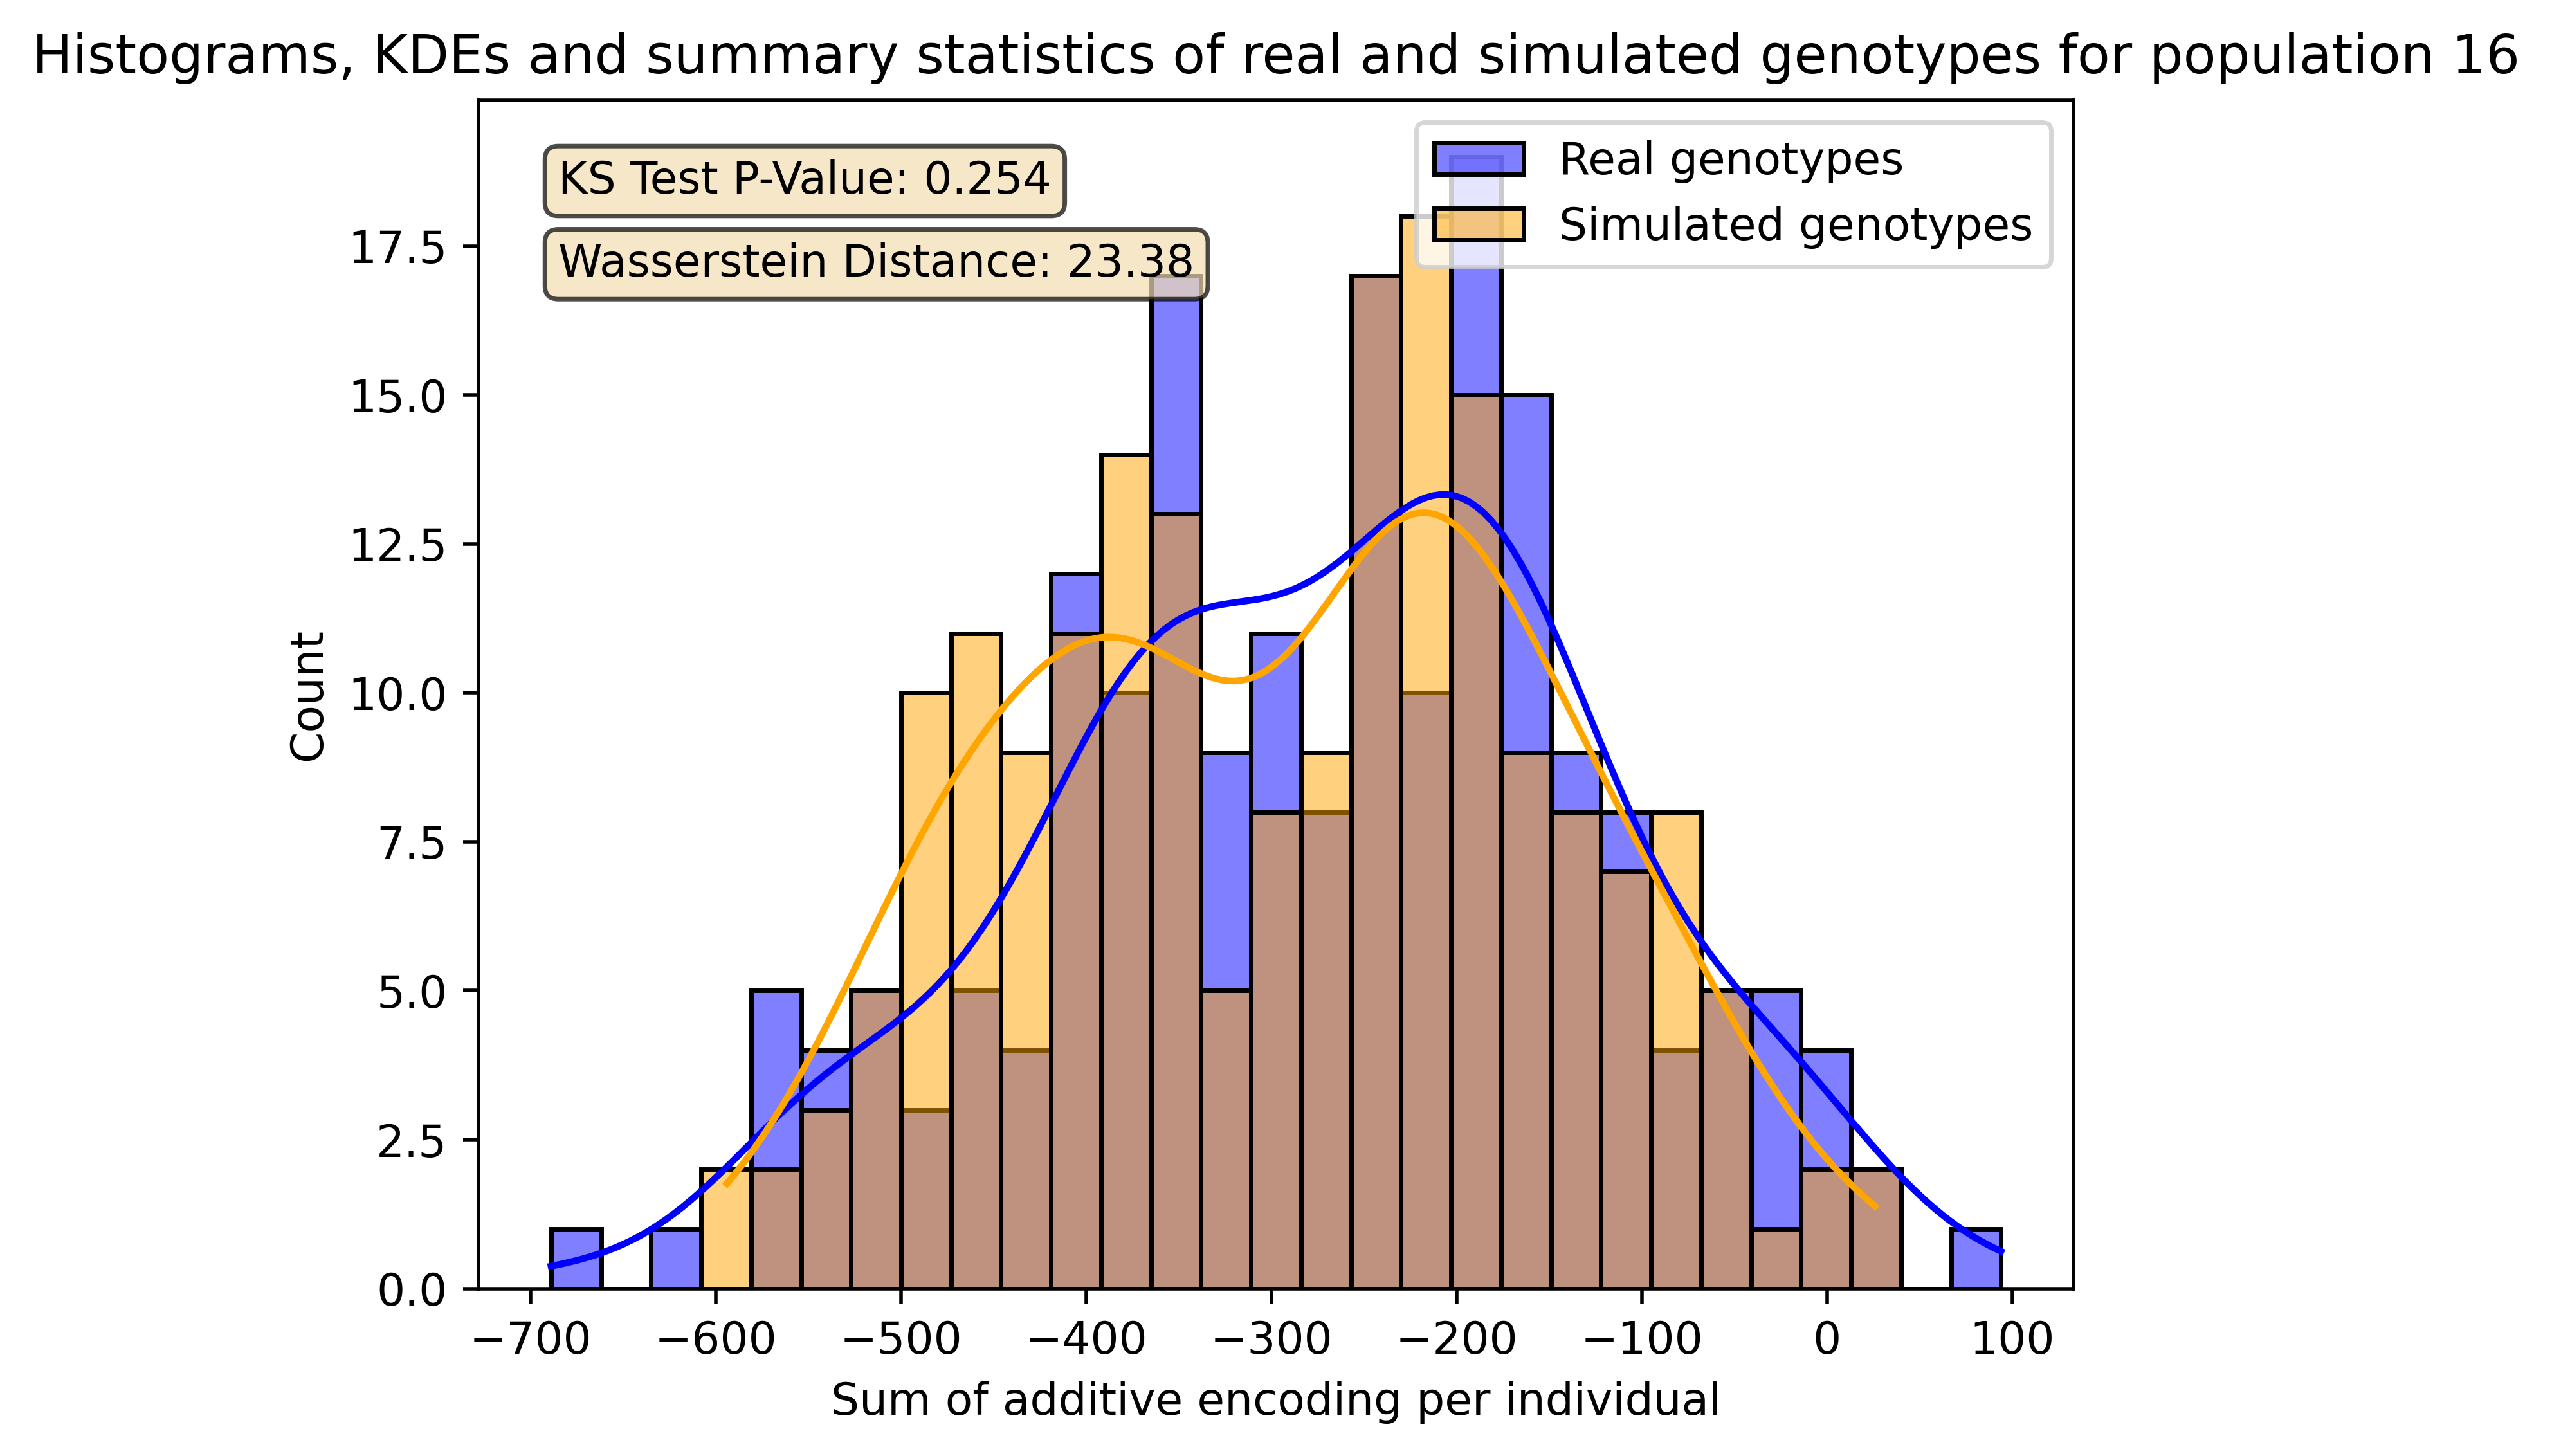 Histograms, KDEs and summary statistics of real and simulated genotypes for population 16
KS Test P-Value: 0.254
Wasserstein Distance: 23.38
Real genotypes
Simulated genotypes
Count
17.5
15.0
12.5
10.0
7.5
5.0
2.5
0.0
−700 −600 −500 −400 −300 −200 −100 0 100
Sum of additive encoding per individual